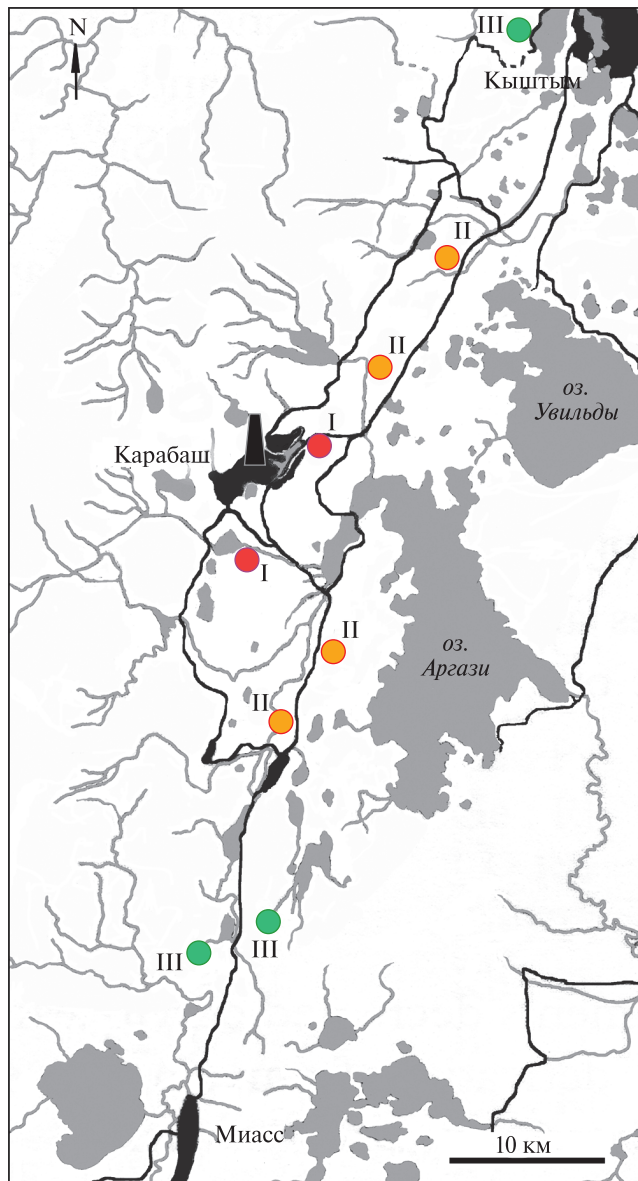 N
III
Кыштым
II
II
оз.
Увильды
I
Карабаш
I
II
оз.
Аргази
II
III
III
Миасс
10 км